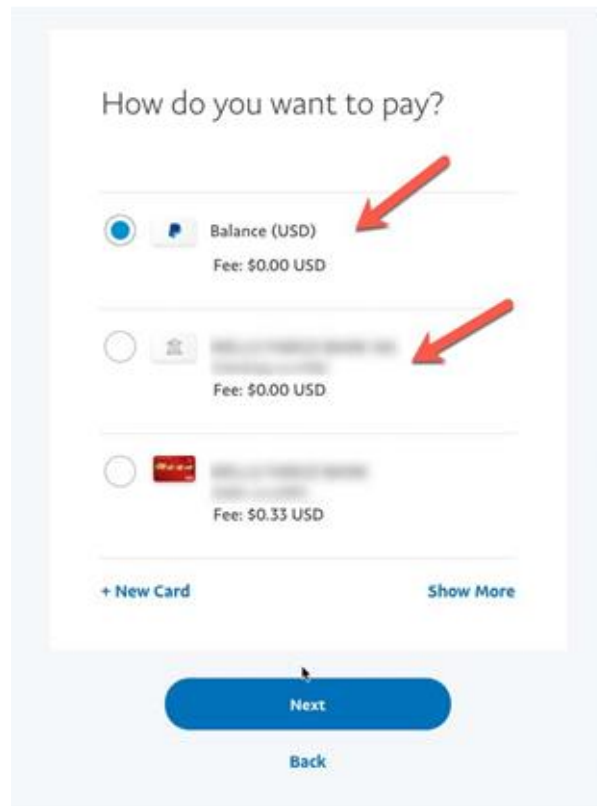 How do you want to pay?
Balance (USD)
Fee: $0.00 USD
Fee: $0.00 USD
Fee: $0.33 USD
+ New Card
Show More
Next
Back